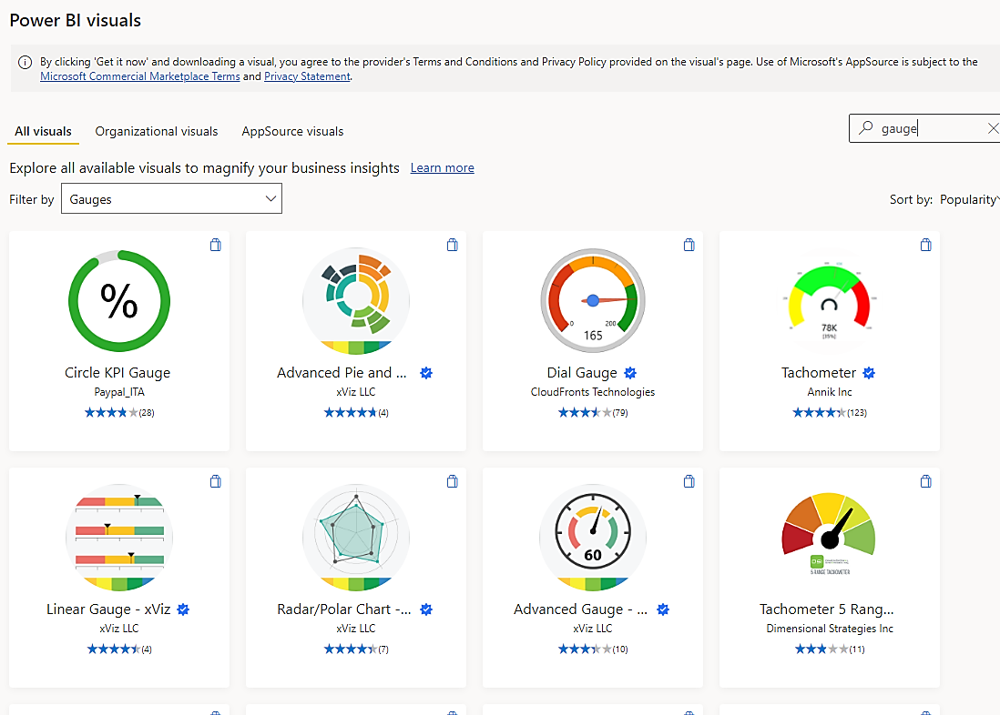 Power BI visuals
By clicking 'Get it now' and downloading a visual, you agree to the provider's Terms and Conditions and Privacy Policy provided on the visual's page. Use of Microsoft's AppSource is subject to the
Microsoft Commercial Marketplace Terms and Privacy Statement.
All visuals Organizational visuals AppSource visuals
gauge
Explore all available visuals to magnify your business insights Learn more
Filter by Gauges
Sort by: Popularity
%
0 200
165
78K
[35%]
Circle KPI Gauge
Paypal_ITA
(28)
Advanced Pie and ...
xViz LLC
(4)
Dial Gauge
CloudFronts Technologies
(79)
Tachometer
Annik Inc
(123)
60
5 RANGE TACHOMETER
Linear Gauge - xViz
xViz LLC
(4)
Radar/Polar Chart -...
xViz LLC
(7)
Advanced Gauge - ...
xViz LLC
(10)
Tachometer 5 Rang...
Dimensional Strategies Inc
(11)